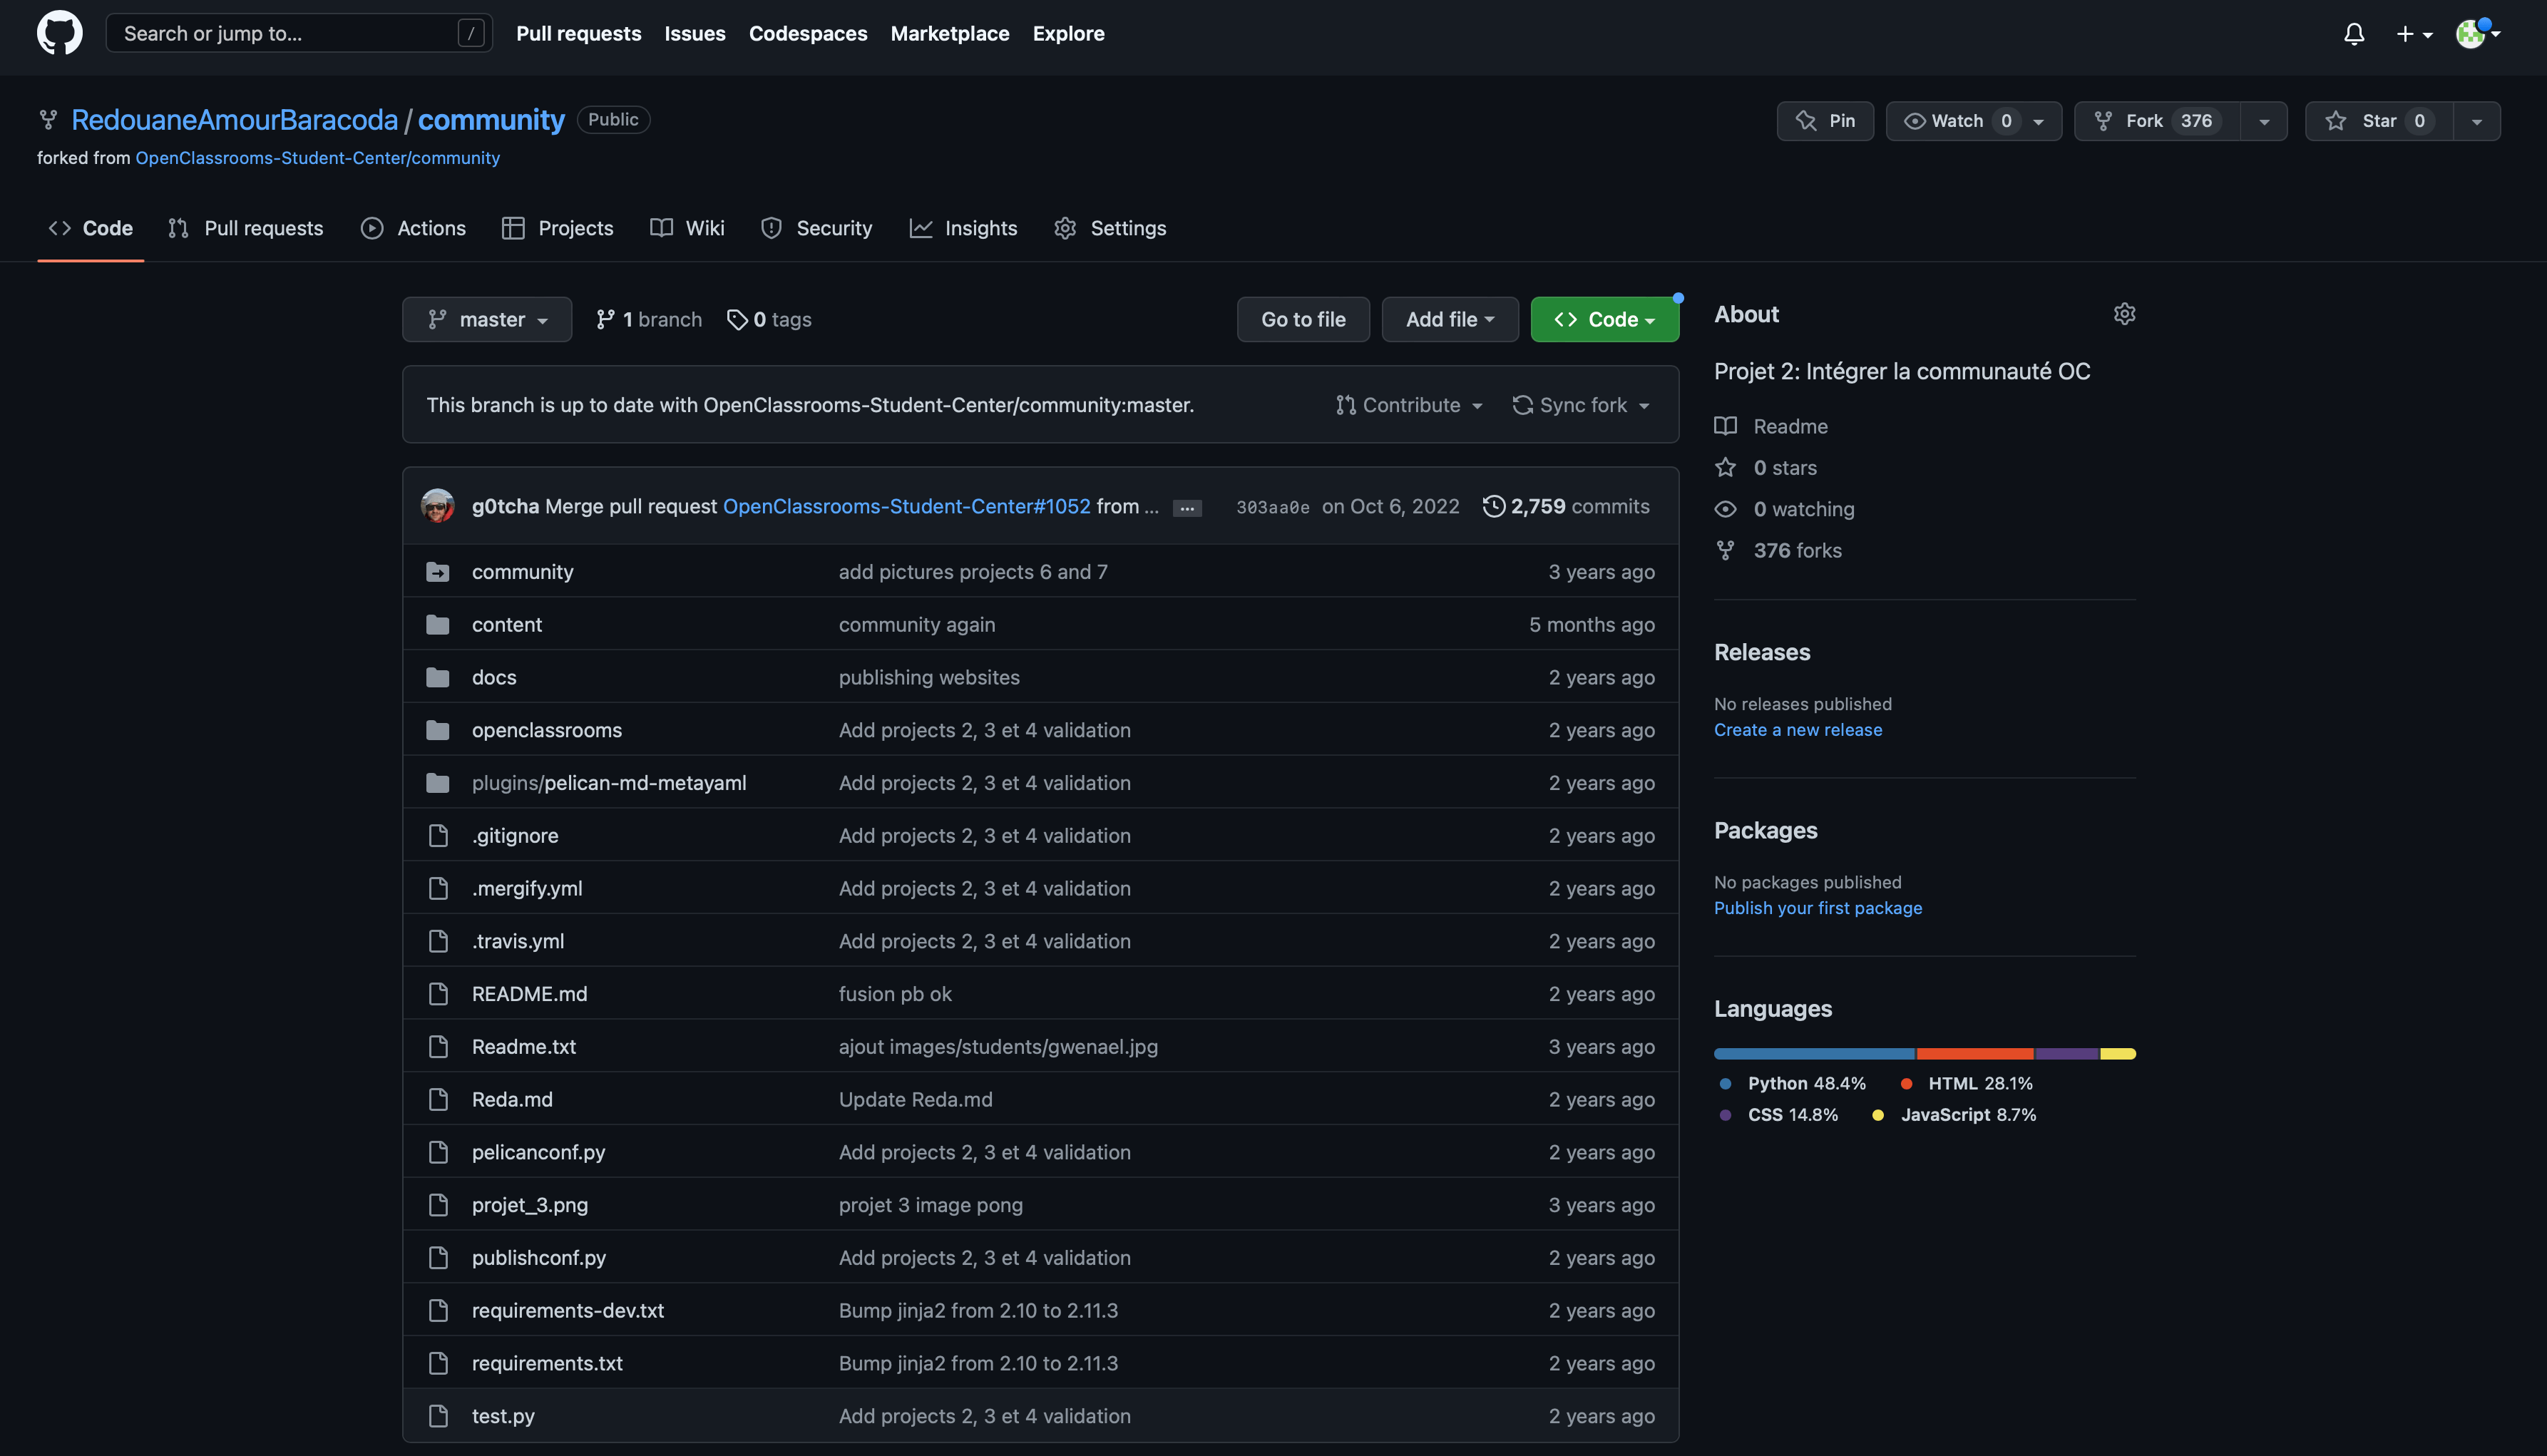 Search or jump to... /
Pull requests Issues Codespaces Marketplace Explore
RedouaneAmourBaracoda / community Public
forked from OpenClassrooms-Student-Center/community
Pin Watch 0 Fork 376 Star 0
Code Pull requests Actions Projects Wiki Security Insights Settings
master 1 branch 0 tags Go to file Add file Code
This branch is up to date with OpenClassrooms-Student-Center/community:master. Contribute Sync fork
g0tcha Merge pull request OpenClassrooms-Student-Center#1052 from ... ... 303aa0e on Oct 6, 2022 2,759 commits
community add pictures projects 6 and 7 3 years ago
content community again 5 months ago
docs publishing websites 2 years ago
openclassrooms Add projects 2, 3 et 4 validation 2 years ago
plugins/pelican-md-metayaml Add projects 2, 3 et 4 validation 2 years ago
.gitignore Add projects 2, 3 et 4 validation 2 years ago
.mergify.yml Add projects 2, 3 et 4 validation 2 years ago
.travis.yml Add projects 2, 3 et 4 validation 2 years ago
README.md fusion pb ok 2 years ago
Readme.txt ajout images/students/gwenael.jpg 3 years ago
Reda.md Update Reda.md 2 years ago
pelicanconf.py Add projects 2, 3 et 4 validation 2 years ago
projet_3.png projet 3 image pong 3 years ago
publishconf.py Add projects 2, 3 et 4 validation 2 years ago
requirements-dev.txt Bump jinja2 from 2.10 to 2.11.3 2 years ago
requirements.txt Bump jinja2 from 2.10 to 2.11.3 2 years ago
test.py Add projects 2, 3 et 4 validation 2 years ago
About
Projet 2: Intégrer la communauté OC
Readme
0 stars
0 watching
376 forks
Releases
No releases published
Create a new release
Packages
No packages published
Publish your first package
Languages
Python 48.4% HTML 28.1%
CSS 14.8% JavaScript 8.7%